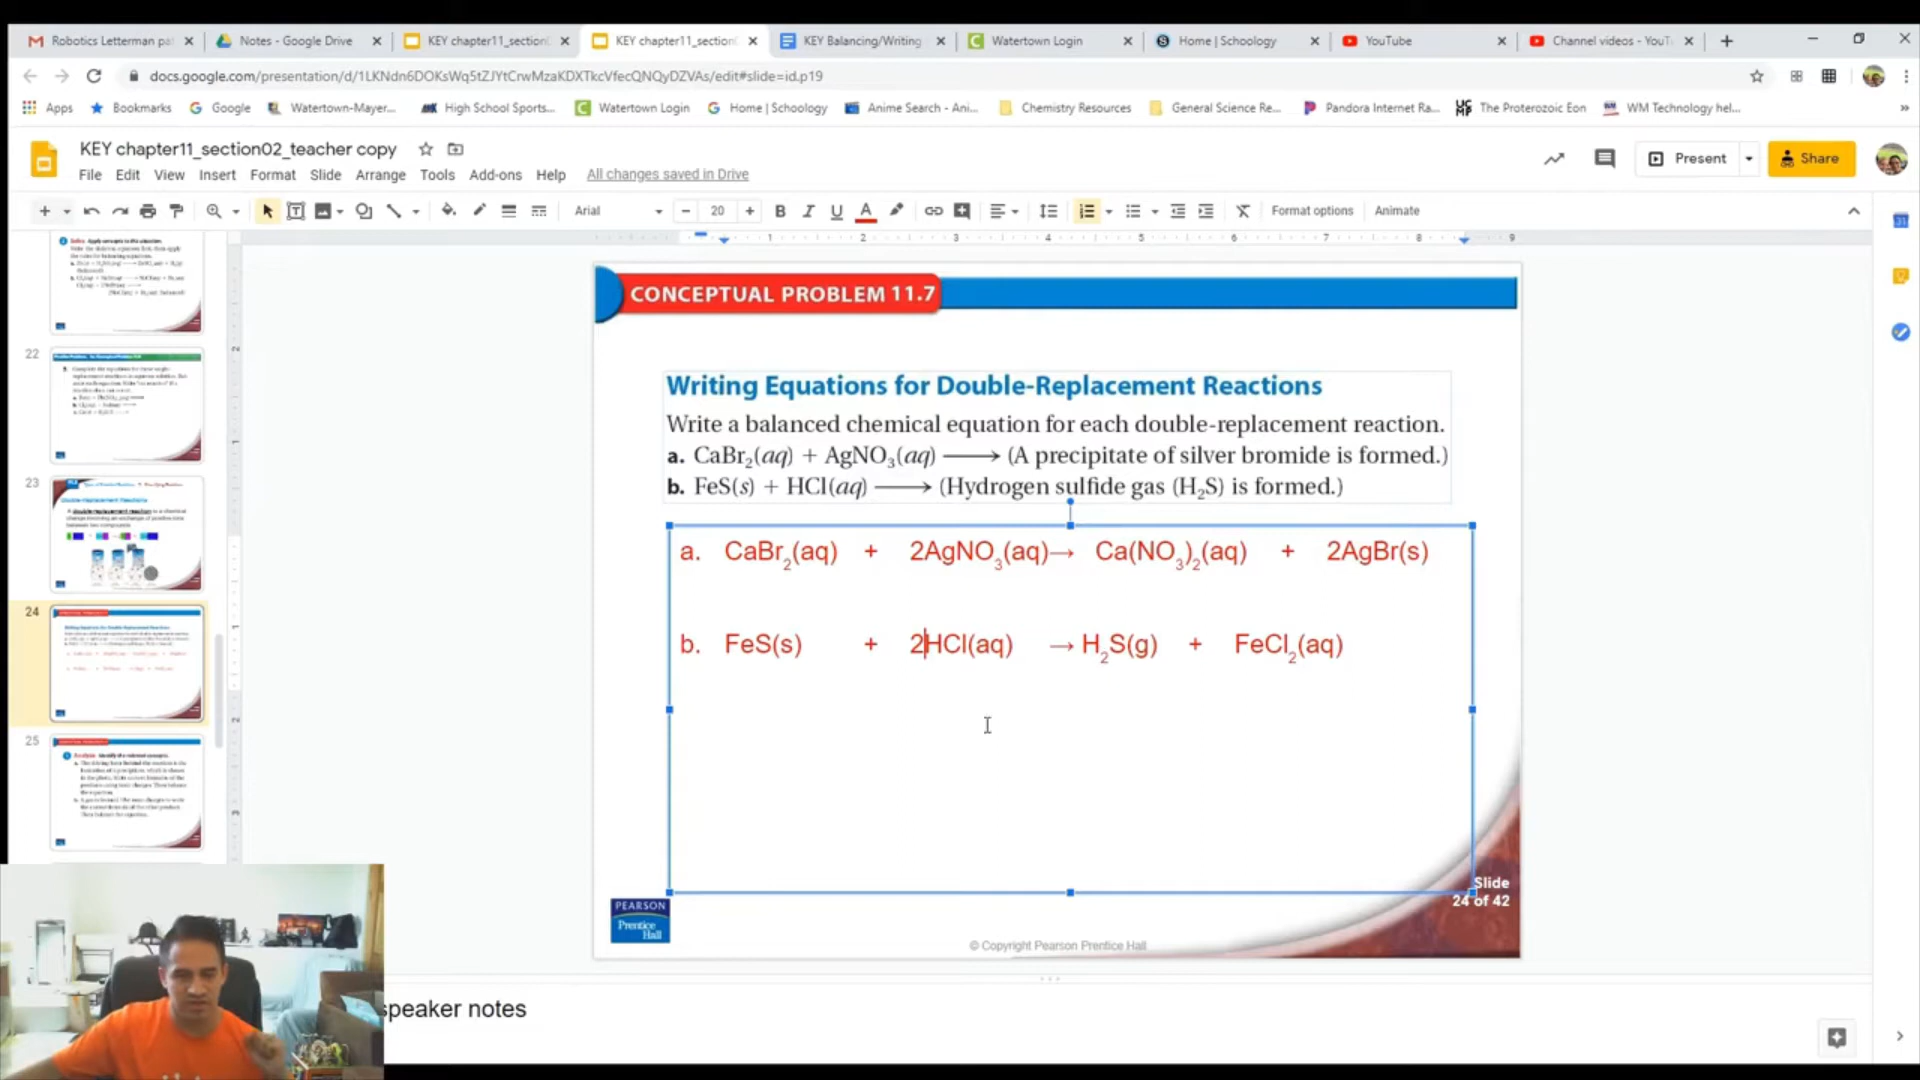 Robotics Letterman pa
Notes - Google Drive
KEY chapter11_section
KEY chapter11_section
KEY Balancing/Writing
Watertown Login
Home | Schoology
YouTube
Channel videos - YouT
docs.google.com/presentation/d/1LKNdn6DOKsWq5tZJYtCrwMzaKDXTkcVfecQNQyDZVAs/edit#slide=id.p19
Apps
Bookmarks
Google
Watertown-Mayer...
High School Sports...
Watertown Login
Home | Schoology
Anime Search - Ani...
Chemistry Resources
General Science Re...
Pandora Internet Ra...
The Proterozoic Eon
WM Technology hel...
KEY chapter11_section02_teacher copy
Present
Share
File Edit View Insert Format Slide Arrange Tools Add-ons Help All changes saved in Drive
Arial
20
Format options
Animate
22
23
24
25
CONCEPTUAL PROBLEM 11.7
Writing Equations for Double-Replacement Reactions
Write a balanced chemical equation for each double-replacement reaction.
a. CaBr₂(aq) + AgNO₃(aq) ⟶ (A precipitate of silver bromide is formed.)
b. FeS(s) + HCl(aq) ⟶ (Hydrogen sulfide gas (H₂S) is formed.)
a. CaBr₂(aq) + 2AgNO₃(aq)→ Ca(NO₃)₂(aq) + 2AgBr(s)
b. FeS(s) + 2HCl(aq) →H₂S(g) + FeCl₂(aq)
Slide
24 of 42
PEARSON
Prentice
Hall
© Copyright Pearson Prentice Hall
speaker notes